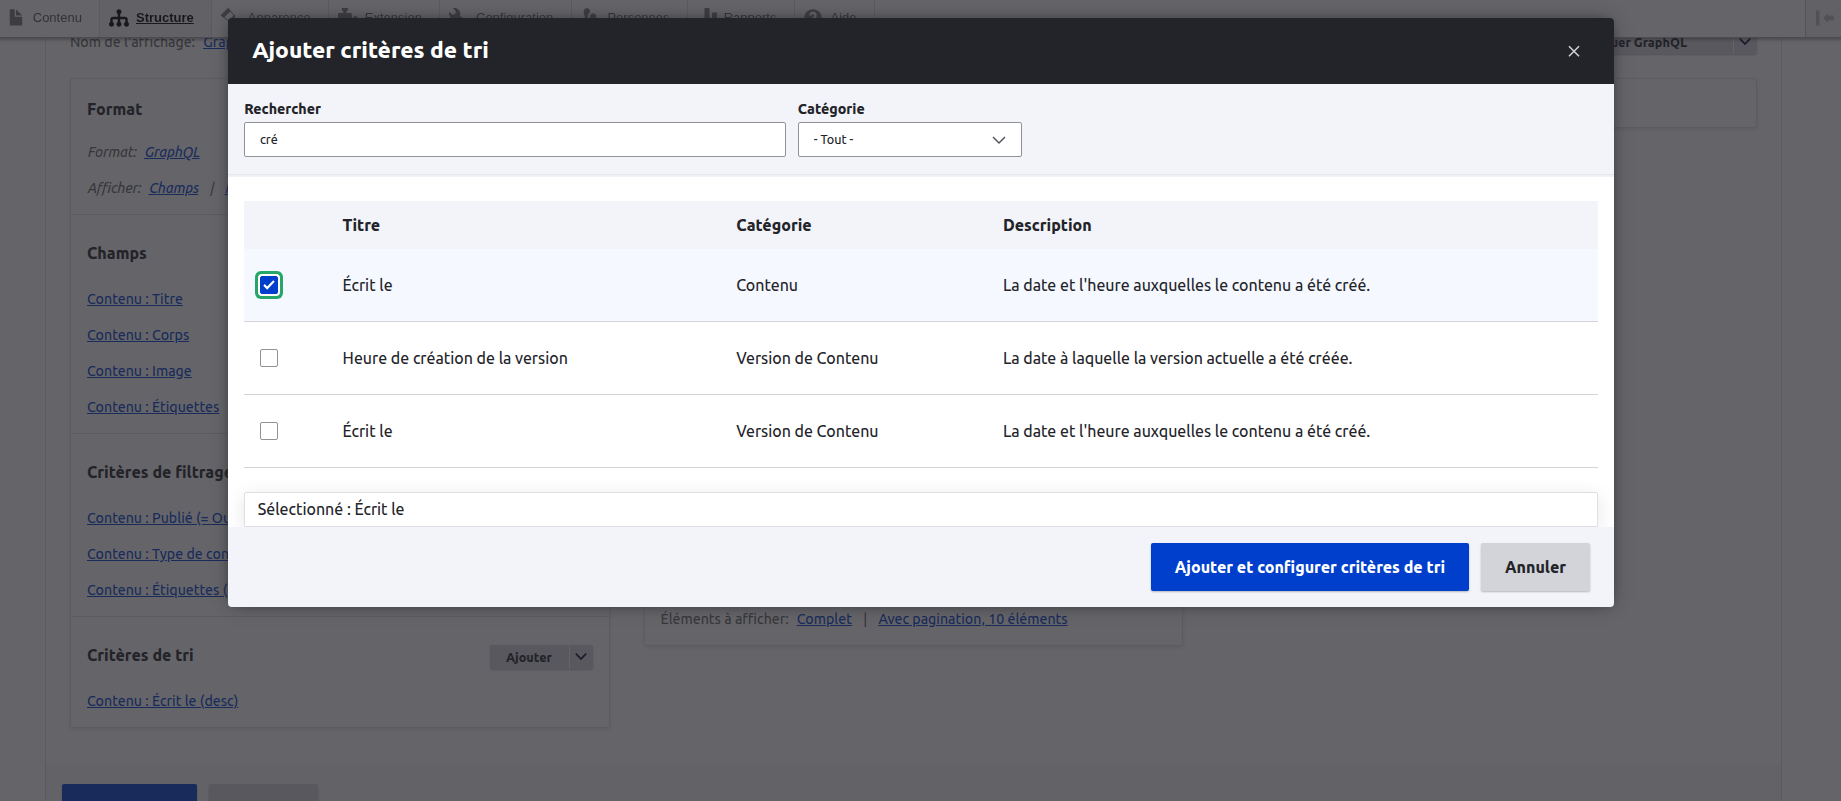 Contenu
Structure
Apparence
Extension
Configuration
Personnes
Rapports
Aide
Nom de l'affichage:
Ajouter critères de tri
Rechercher
Catégorie
cré
- Tout -
Titre
Catégorie
Description
Écrit le
Contenu
La date et l'heure auxquelles le contenu a été créé.
Heure de création de la version
Version de Contenu
La date à laquelle la version actuelle a été créée.
Écrit le
Version de Contenu
La date et l'heure auxquelles le contenu a été créé.
Sélectionné : Écrit le
Ajouter et configurer critères de tri
Annuler
GraphQL
Format
Format: GraphQL
Afficher: Champs |
Champs
Contenu : Titre
Contenu : Corps
Contenu : Image
Contenu : Étiquettes
Critères de filtrage
Contenu : Publié (=
Contenu : Type de
Contenu : Étiquettes (
Critères de tri
Ajouter
Contenu : Écrit le (desc)
Éléments à afficher: Complet | Avec pagination, 10 éléments